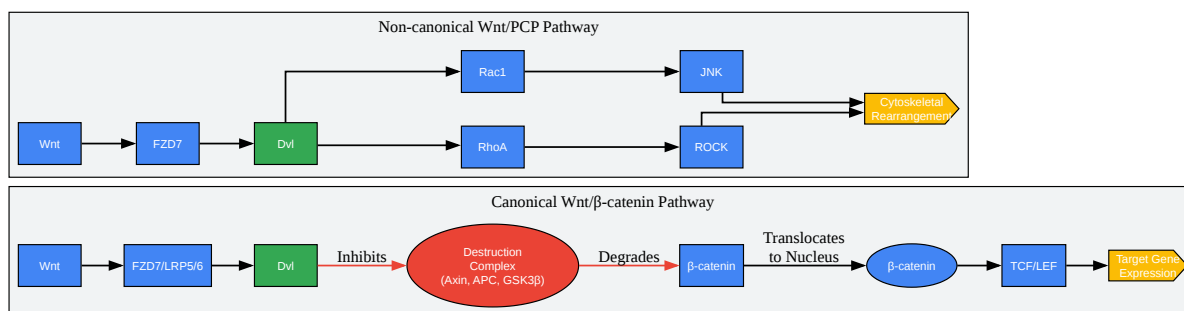 Non-canonical Wnt/PCP Pathway
Rac1
JNK
Cytoskeletal
Rearrangement
Wnt
FZD7
Dvl
RhoA
ROCK
Canonical Wnt/β-catenin Pathway
Wnt
FZD7/LRP5/6
Dvl
Inhibits
Destruction
Complex
(Axin, APC, GSK3β)
Degrades
β-catenin
Translocates
to Nucleus
β-catenin
TCF/LEF
Target Gene
Expression